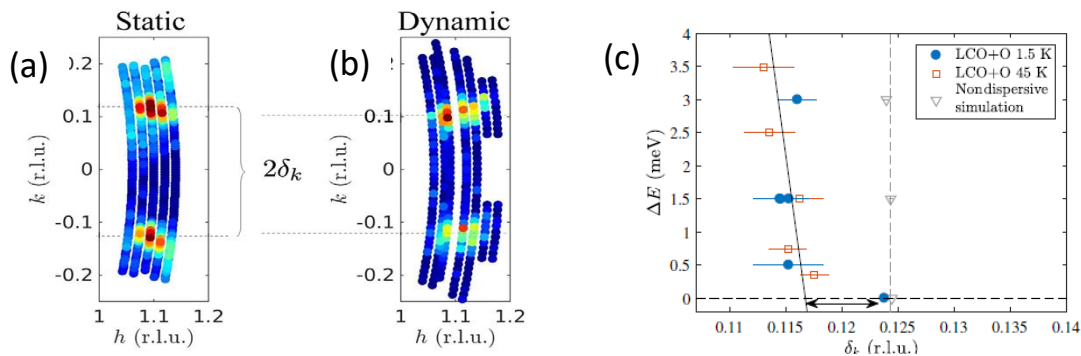 Static
(a)
0.2
0.1
0
-0.1
-0.2
k (r.l.u.)
1
1.1
1.2
h (r.l.u.)
2δk
Dynamic
(b)
0.2
0.1
0
-0.1
-0.2
k (r.l.u.)
1
1.1
1.2
h (r.l.u.)
(c)
LCO+O 1.5 K
LCO+O 45 K
Nondispersive
simulation
4
3.5
3
2.5
2
1.5
1
0.5
0
ΔE (meV)
0.11 0.115 0.12 0.125 0.13 0.135 0.14
δk (r.l.u.)